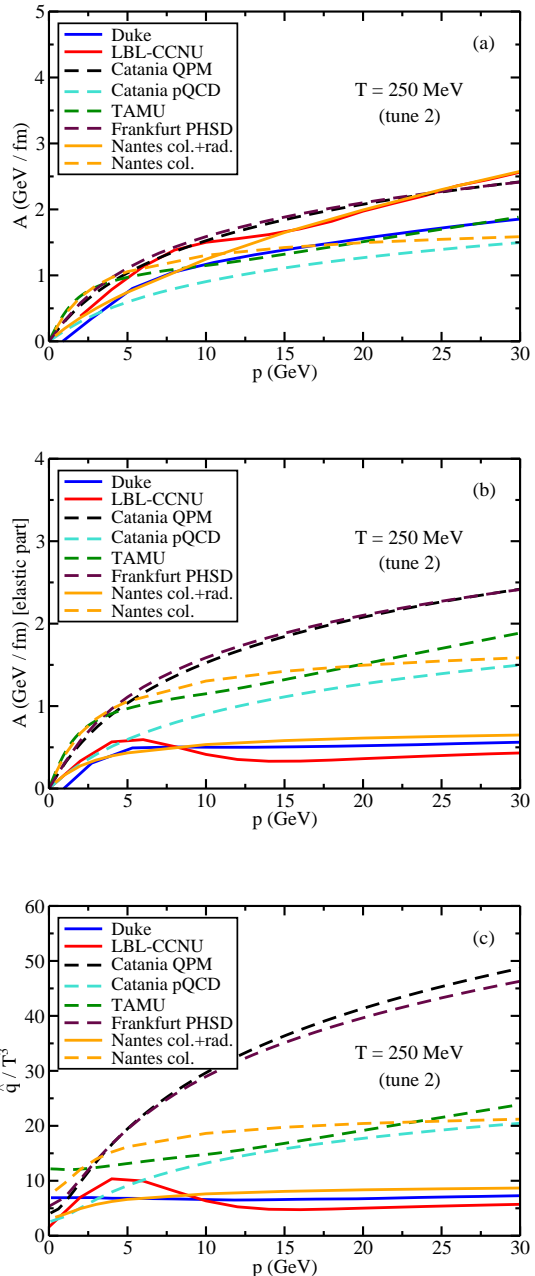 (a)
Duke
LBL-CCNU
Catania QPM
Catania pQCD
TAMU
Frankfurt PHSD
Nantes col.+rad.
Nantes col.
T = 250 MeV
(tune 2)
A (GeV / fm)
0 1 2 3 4 5
0 5 10 15 20 25 30
p (GeV)
(b)
Duke
LBL-CCNU
Catania QPM
Catania pQCD
TAMU
Frankfurt PHSD
Nantes col.+rad.
Nantes col.
T = 250 MeV
(tune 2)
A (GeV / fm) [elastic part]
0 1 2 3 4
0 5 10 15 20 25 30
p (GeV)
(c)
Duke
LBL-CCNU
Catania QPM
Catania pQCD
TAMU
Frankfurt PHSD
Nantes col.+rad.
Nantes col.
T = 250 MeV
(tune 2)
q̂ / T³
0 10 20 30 40 50 60
0 5 10 15 20 25 30
p (GeV)